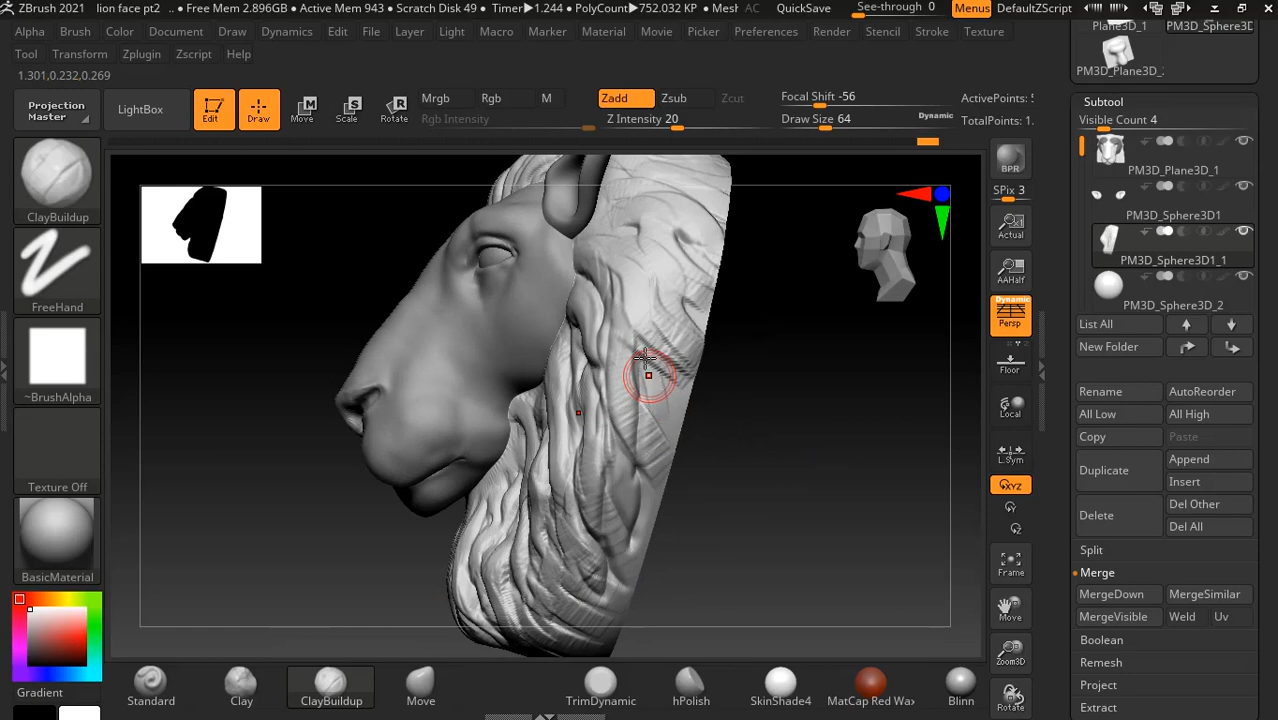 ZBrush 2021 lion face pt2 .. • Free Mem 2.896GB • Active Mem 943 • Scratch Disk 49 • Timer▶1.244 • PolyCount▶752.032 KP • Mesh QuickSave See-through 0 Menus DefaultZScript
Alpha Brush Color Document Draw Dynamics Edit File Layer Light Macro Marker Material Movie Picker Preferences Render Stencil Stroke Texture
Tool Transform Zplugin Zscript Help
1.301,0.232,0.269
Projection Master
LightBox
Edit
Draw
Move
Scale
Rotate
Mrgb Rgb M
Rgb Intensity
Zadd Zsub Zcut
Z Intensity 20
Focal Shift -56
Draw Size 64
Dynamic
ActivePoints:
TotalPoints: 1.
ClayBuildup
FreeHand
~BrushAlpha
Texture Off
BasicMaterial
Gradient
BPR
SPix 3
Actual
AAHalf
Dynamic
Persp
Floor
Local
L.Sym
XYZ
Frame
Move
Zoom3D
Rotate
Plane3D_1 PM3D_Sphere3D
PM3D_Plane3D_
Subtool
Visible Count 4
PM3D_Plane3D_1
PM3D_Sphere3D1
PM3D_Sphere3D1_1
PM3D_Sphere3D_2
List All
New Folder
Rename AutoReorder
All Low All High
Copy Paste
Duplicate Append
Insert
Delete Del Other
Del All
Split
Merge
MergeDown MergeSimilar
MergeVisible Weld Uv
Boolean
Remesh
Project
Extract
Standard Clay ClayBuildup Move TrimDynamic hPolish SkinShade4 MatCap Red Wax Blinn